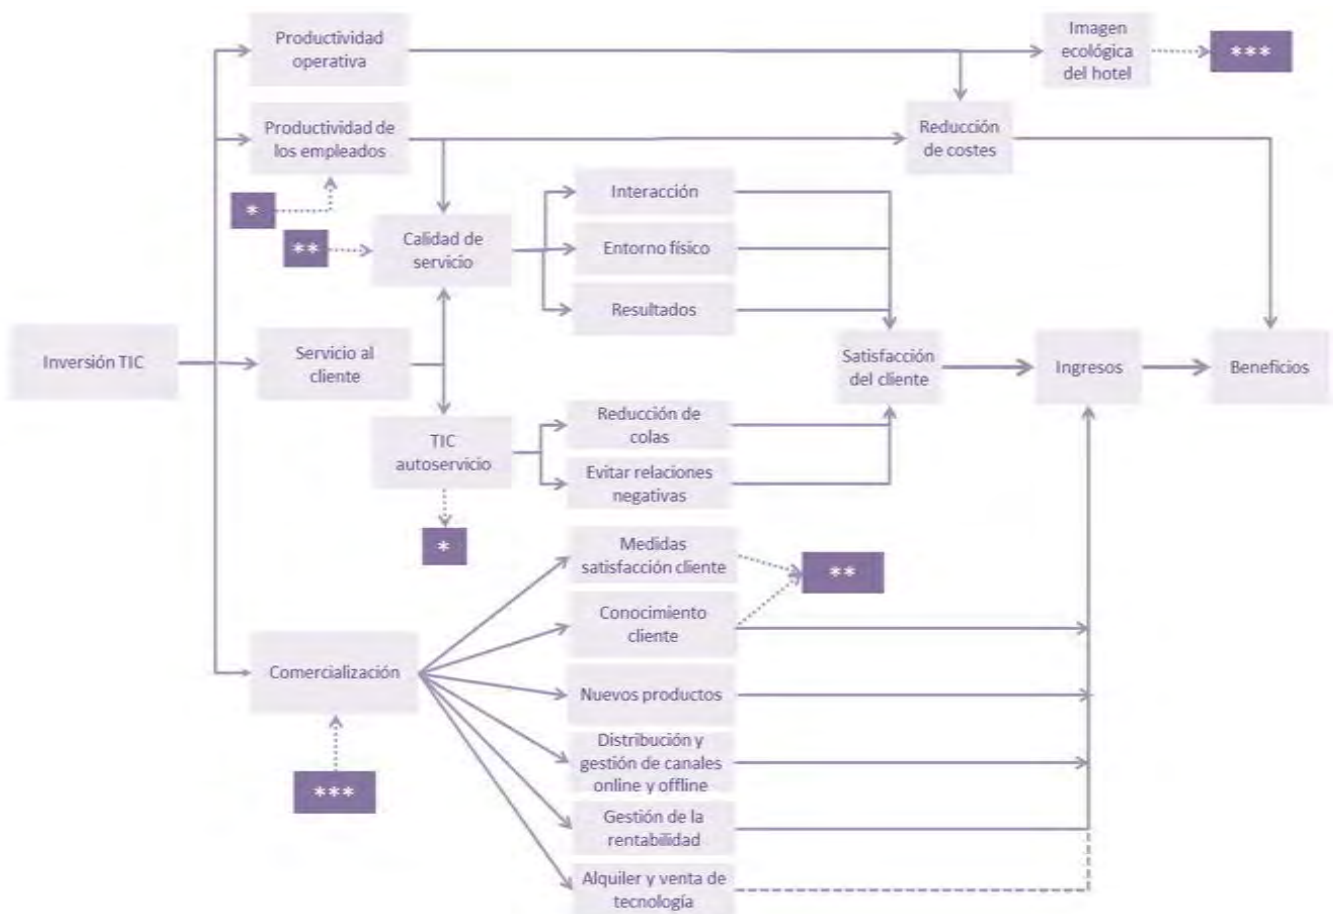 Productividad
operativa
Imagen
ecológica
del hotel
***
Productividad de
los empleados
Reducción
de costes
*
Interacción
**
Calidad de
servicio
Entorno físico
Resultados
Inversión TIC
Servicio al
cliente
Satisfacción
del cliente
Ingresos
Beneficios
TIC
autoservicio
Reducción de
colas
Evitar relaciones
negativas
*
Medidas
satisfacción cliente
**
Conocimiento
cliente
Comercialización
Nuevos productos
Distribución y
gestión de canales
online y offline
***
Gestión de la
rentabilidad
Alquiler y venta de
tecnología